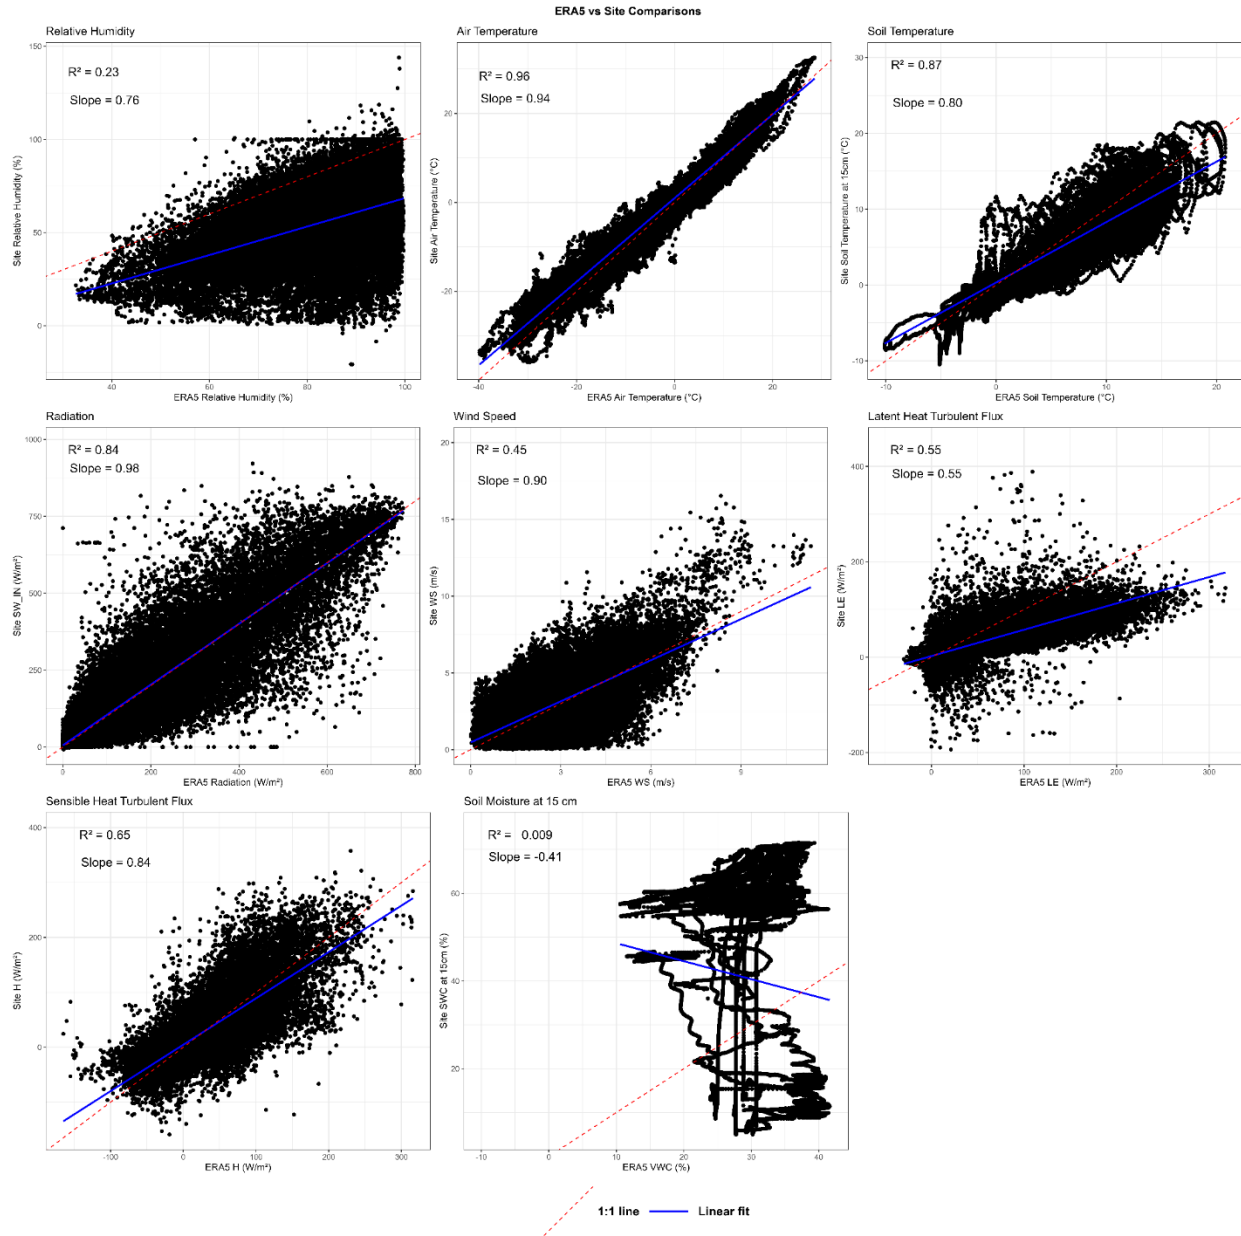 ERA5 vs Site Comparisons
Relative Humidity
R² = 0.23
Slope = 0.76
150
100
50
0
40
60
80
100
Site Relative Humidity (%)
ERA5 Relative Humidity (%)
Air Temperature
R² = 0.96
Slope = 0.94
20
0
-20
-40
-20
0
20
Site Air Temperature (°C)
ERA5 Air Temperature (°C)
Soil Temperature
R² = 0.87
Slope = 0.80
30
20
10
0
-10
-10
0
10
20
Site Soil Temperature at 15cm (°C)
ERA5 Soil Temperature (°C)
Radiation
R² = 0.84
Slope = 0.98
1000
750
500
250
0
0
200
400
600
800
Site SW_IN (W/m²)
ERA5 Radiation (W/m²)
Wind Speed
R² = 0.45
Slope = 0.90
20
15
10
5
0
0
3
6
9
Site WS (m/s)
ERA5 WS (m/s)
Latent Heat Turbulent Flux
R² = 0.55
Slope = 0.55
400
200
0
-200
0
100
200
300
Site LE (W/m²)
ERA5 LE (W/m²)
Sensible Heat Turbulent Flux
R² = 0.65
Slope = 0.84
400
200
0
-100
0
100
200
300
Site H (W/m²)
ERA5 H (W/m²)
Soil Moisture at 15 cm
R² = 0.009
Slope = -0.41
60
40
20
-10
0
10
20
30
40
Site SWC at 15cm (%)
ERA5 VWC (%)
1:1 line
Linear fit